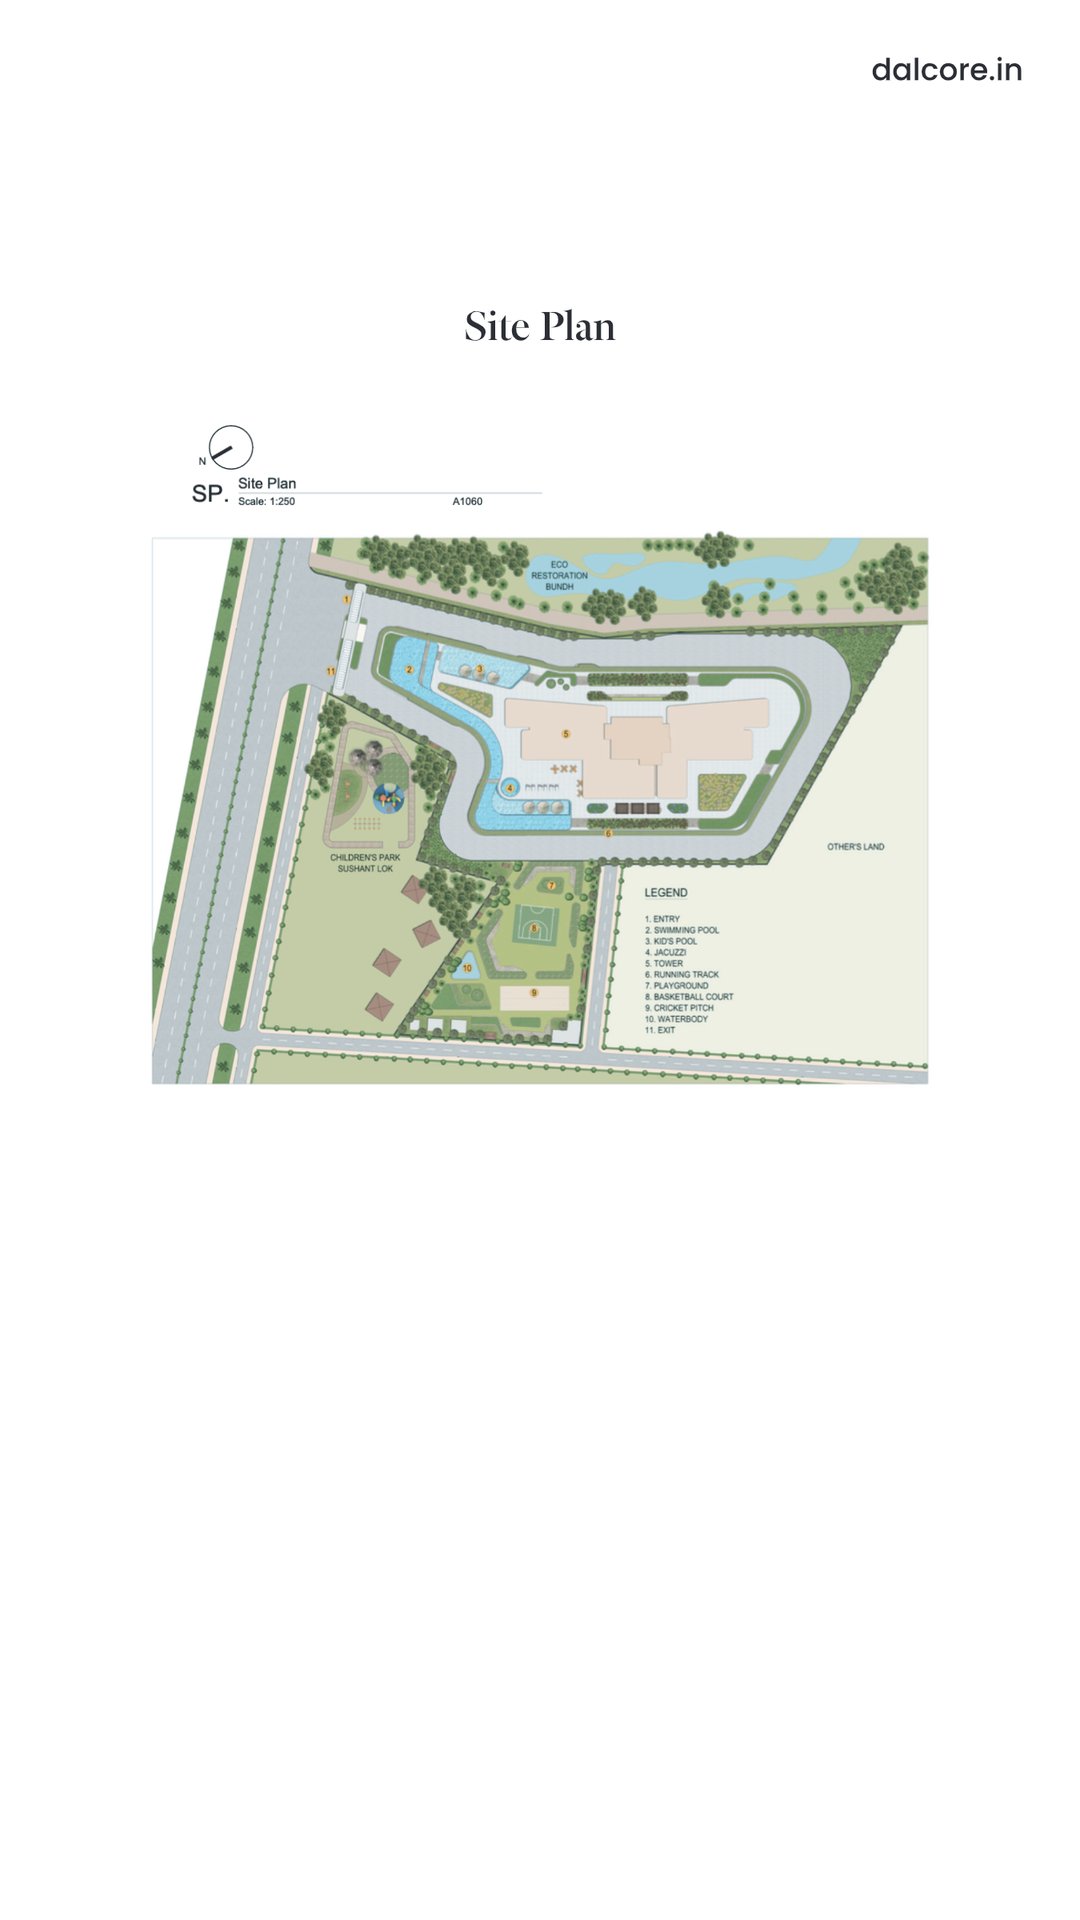 dalcore.in
Site Plan
N
SP.
Site Plan
Scale: 1:250
A1060
ECO
RESTORATION
BUNDH
1
11
2
3
4
5
6
CHILDREN'S PARK
SUSHANT LOK
OTHER'S LAND
7
8
9
10
LEGEND
1. ENTRY
2. SWIMMING POOL
3. KID'S POOL
4. JACUZZI
5. TOWER
6. RUNNING TRACK
7. PLAYGROUND
8. BASKETBALL COURT
9. CRICKET PITCH
10. WATERBODY
11. EXIT